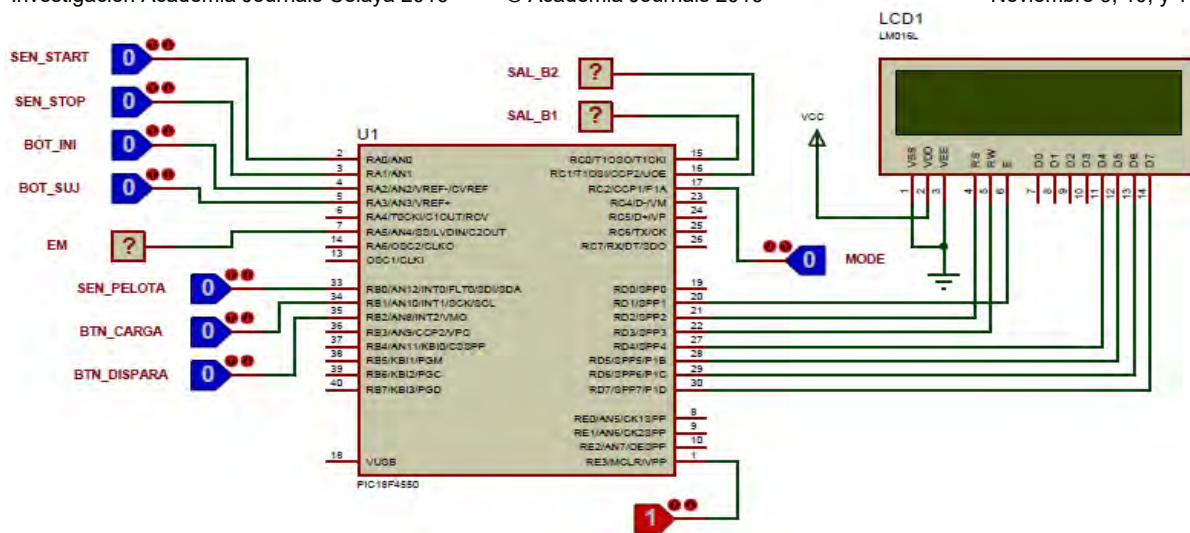 Investigación Academia Journals Celaya 2016 © Academia Journals 2016 Noviembre 9, 10, y 1
LCD1
LM016L
SEN_START 0
SEN_STOP 0
BOT_INI 0
BOT_SUJ 0
EM ?
SEN_PELOTA 0
BTN_CARGA 0
BTN_DISPARA 0
SAL_B2 ?
SAL_B1 ?
VCC
MODE 0
1
U1
2 RA0/AN0
3 RA1/AN1
4 RA2/AN2/VREF-/CVREF
5 RA3/AN3/VREF+
6 RA4/T0CKI/C1OUT/RCV
7 RA5/AN4/SS/LVDIN/C2OUT
14 RA6/OSC2/CLKO
13 OSC1/CLKI
33 RB0/AN12/INT0/FLT0/SDI/SDA
34 RB1/AN10/INT1/SCK/SCL
35 RB2/AN8/INT2/VMO
36 RB3/AN9/CCP2/VPO
37 RB4/AN11/KBI0/CSSPP
38 RB5/KBI1/PGM
39 RB6/KBI2/PGC
40 RB7/KBI3/PGD
18 VUSB
RC0/T1OSO/T1CKI 15
RC1/T1OSI/CCP2/UOE 16
RC2/CCP1/P1A 17
RC4/D-/VM 23
RC5/D+/VP 24
RC6/TX/CK 25
RC7/RX/DT/SDO 26
RD0/SPP0 19
RD1/SPP1 20
RD2/SPP2 21
RD3/SPP3 22
RD4/SPP4 27
RD5/SPP5/P1B 28
RD6/SPP6/P1C 29
RD7/SPP7/P1D 30
RE0/AN5/CK1SPP 8
RE1/AN6/CK2SPP 9
RE2/AN7/OESPP 10
RE3/MCLR/VPP 1
PIC18F4550
VSS VDD VEE RS RW E D0 D1 D2 D3 D4 D5 D6 D7
1 2 3 4 5 6 7 8 9 10 11 12 13 14